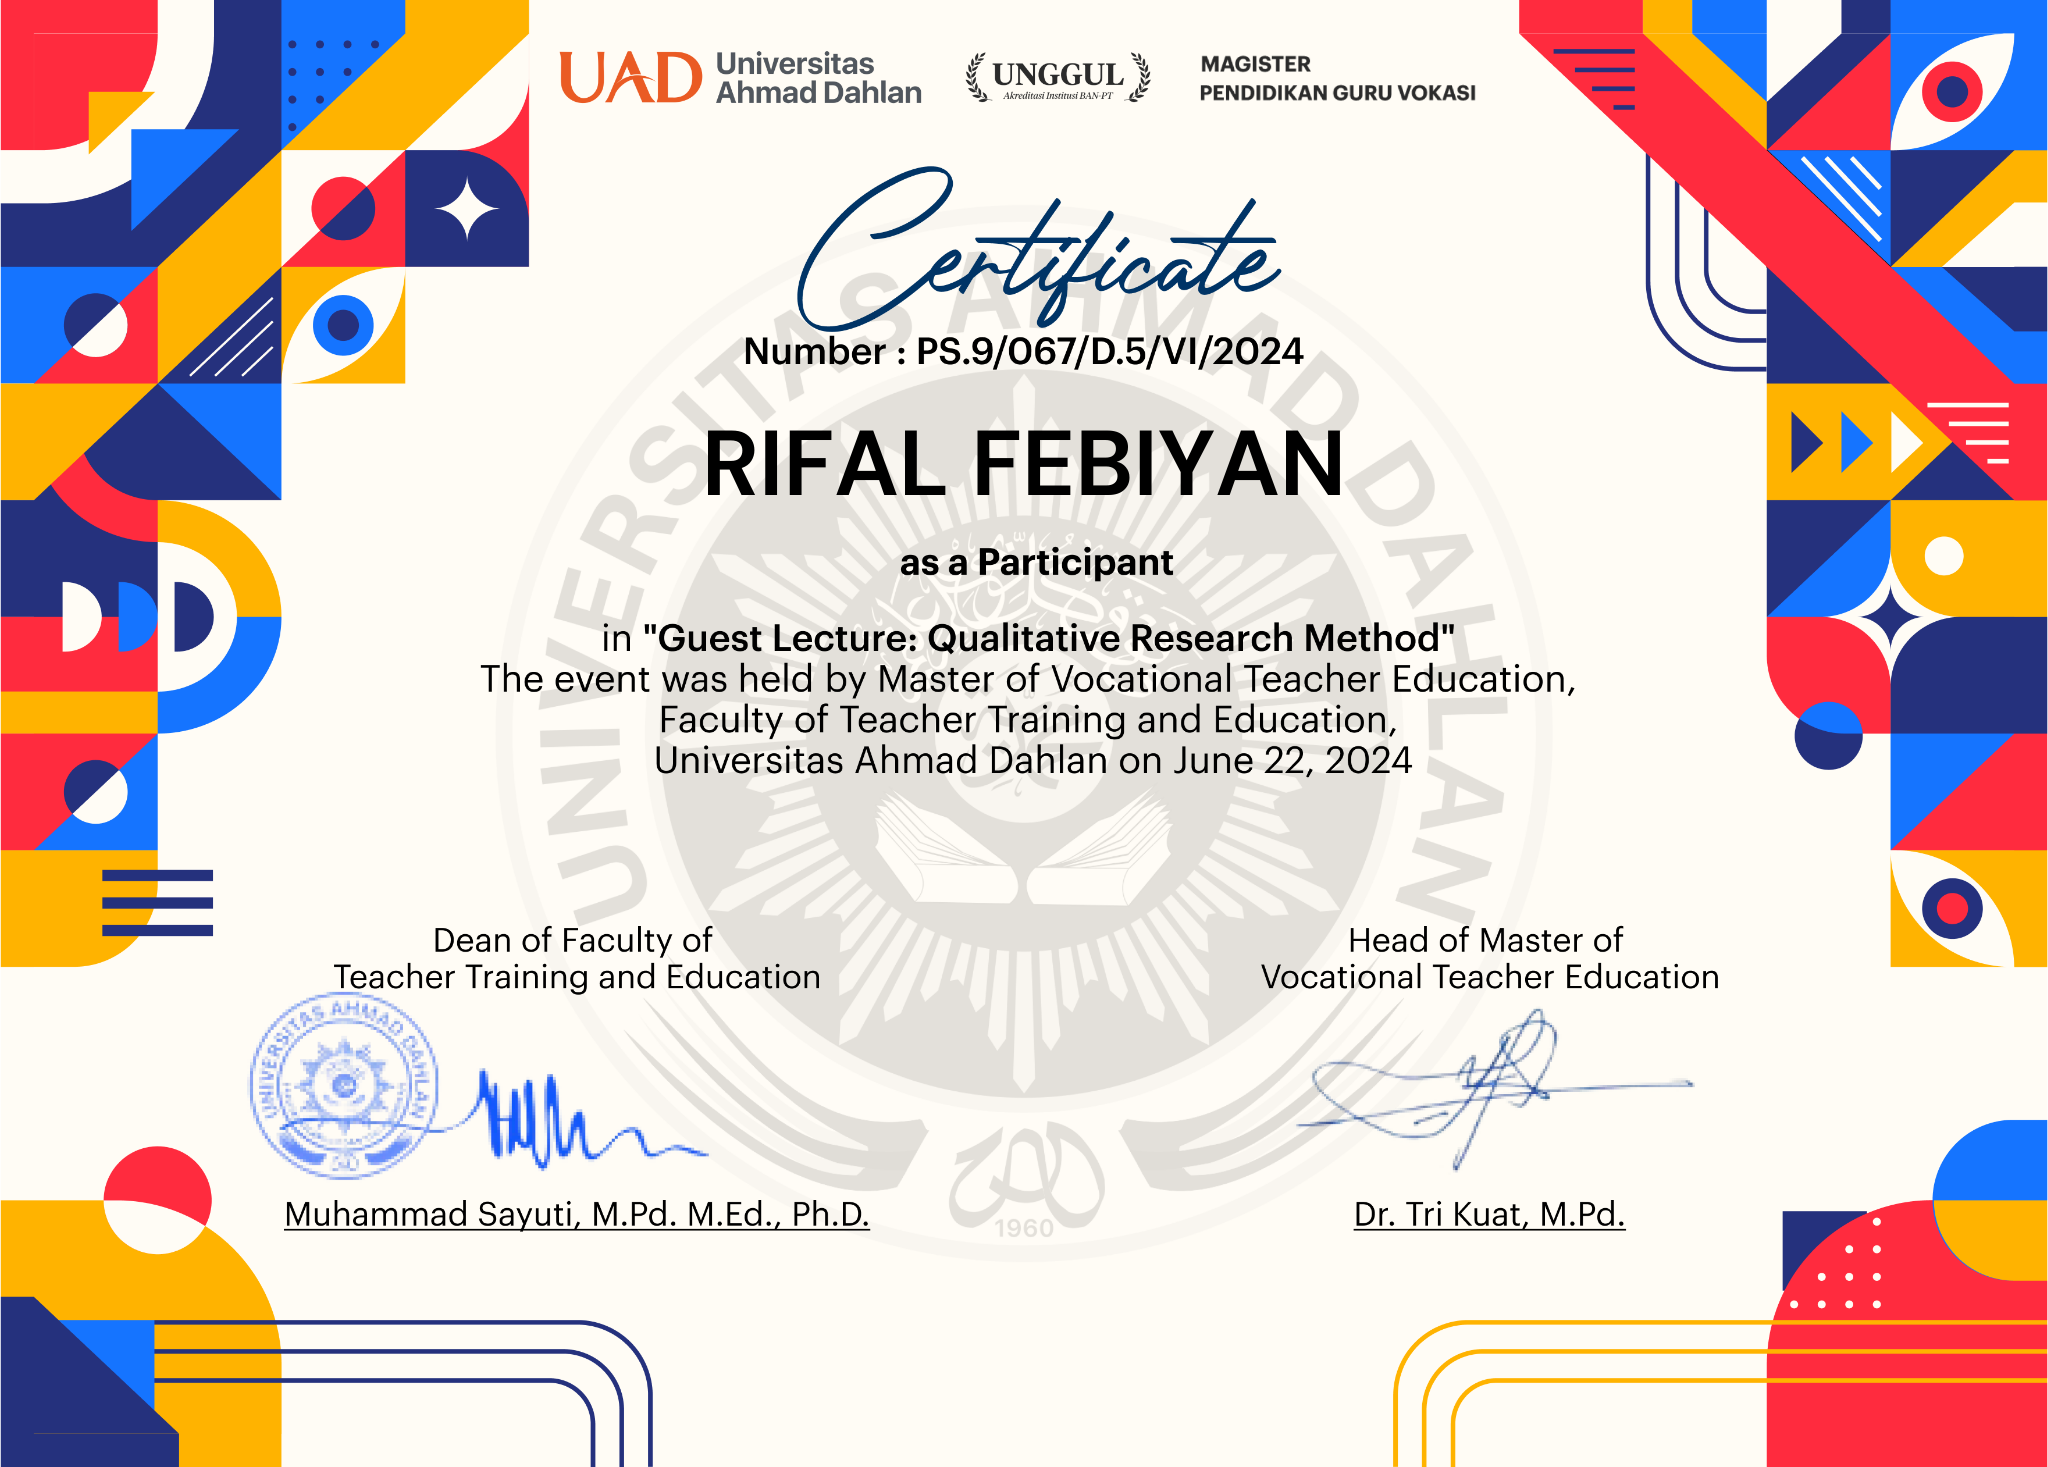 UAD Universitas
Ahmad Dahlan
UNGGUL
Akreditasi Institusi BAN-PT
MAGISTER
PENDIDIKAN GURU VOKASI
Certificate
Number : PS.9/067/D.5/VI/2024
RIFAL FEBIYAN
as a Participant
in "Guest Lecture: Qualitative Research Method"
The event was held by Master of Vocational Teacher Education,
Faculty of Teacher Training and Education,
Universitas Ahmad Dahlan on June 22, 2024
UNIVERSITAS AHMAD DAHLAN
Dean of Faculty of
Teacher Training and Education
Head of Master of
Vocational Teacher Education
UNIVERSITAS AHMAD DAHLAN
Muhammad Sayuti, M.Pd. M.Ed., Ph.D.
Dr. Tri Kuat, M.Pd.
1960